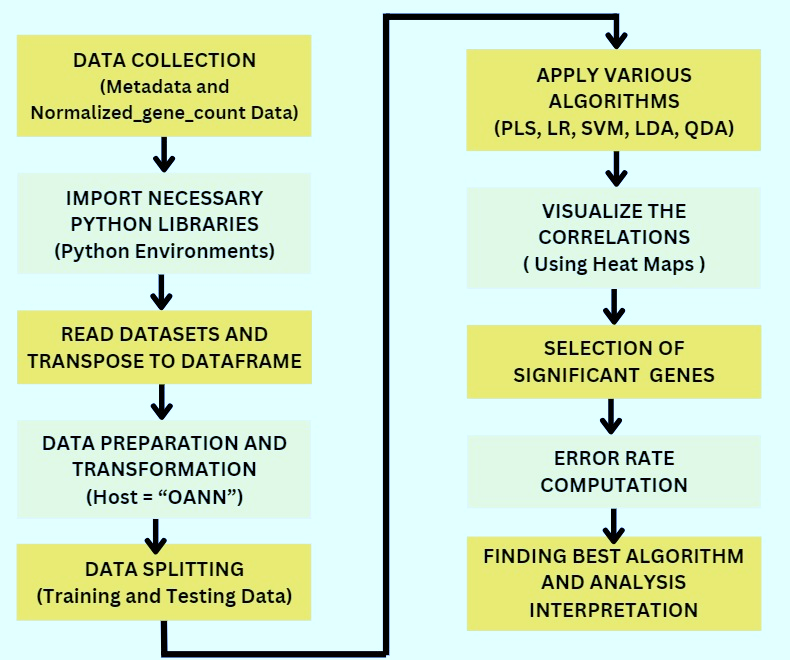 DATA COLLECTION
(Metadata and
Normalized_gene_count Data)
IMPORT NECESSARY
PYTHON LIBRARIES
(Python Environments)
READ DATASETS AND
TRANSPOSE TO DATAFRAME
DATA PREPARATION AND
TRANSFORMATION
(Host = “OANN”)
DATA SPLITTING
(Training and Testing Data)
APPLY VARIOUS
ALGORITHMS
(PLS, LR, SVM, LDA, QDA)
VISUALIZE THE
CORRELATIONS
( Using Heat Maps )
SELECTION OF
SIGNIFICANT GENES
ERROR RATE
COMPUTATION
FINDING BEST ALGORITHM
AND ANALYSIS
INTERPRETATION